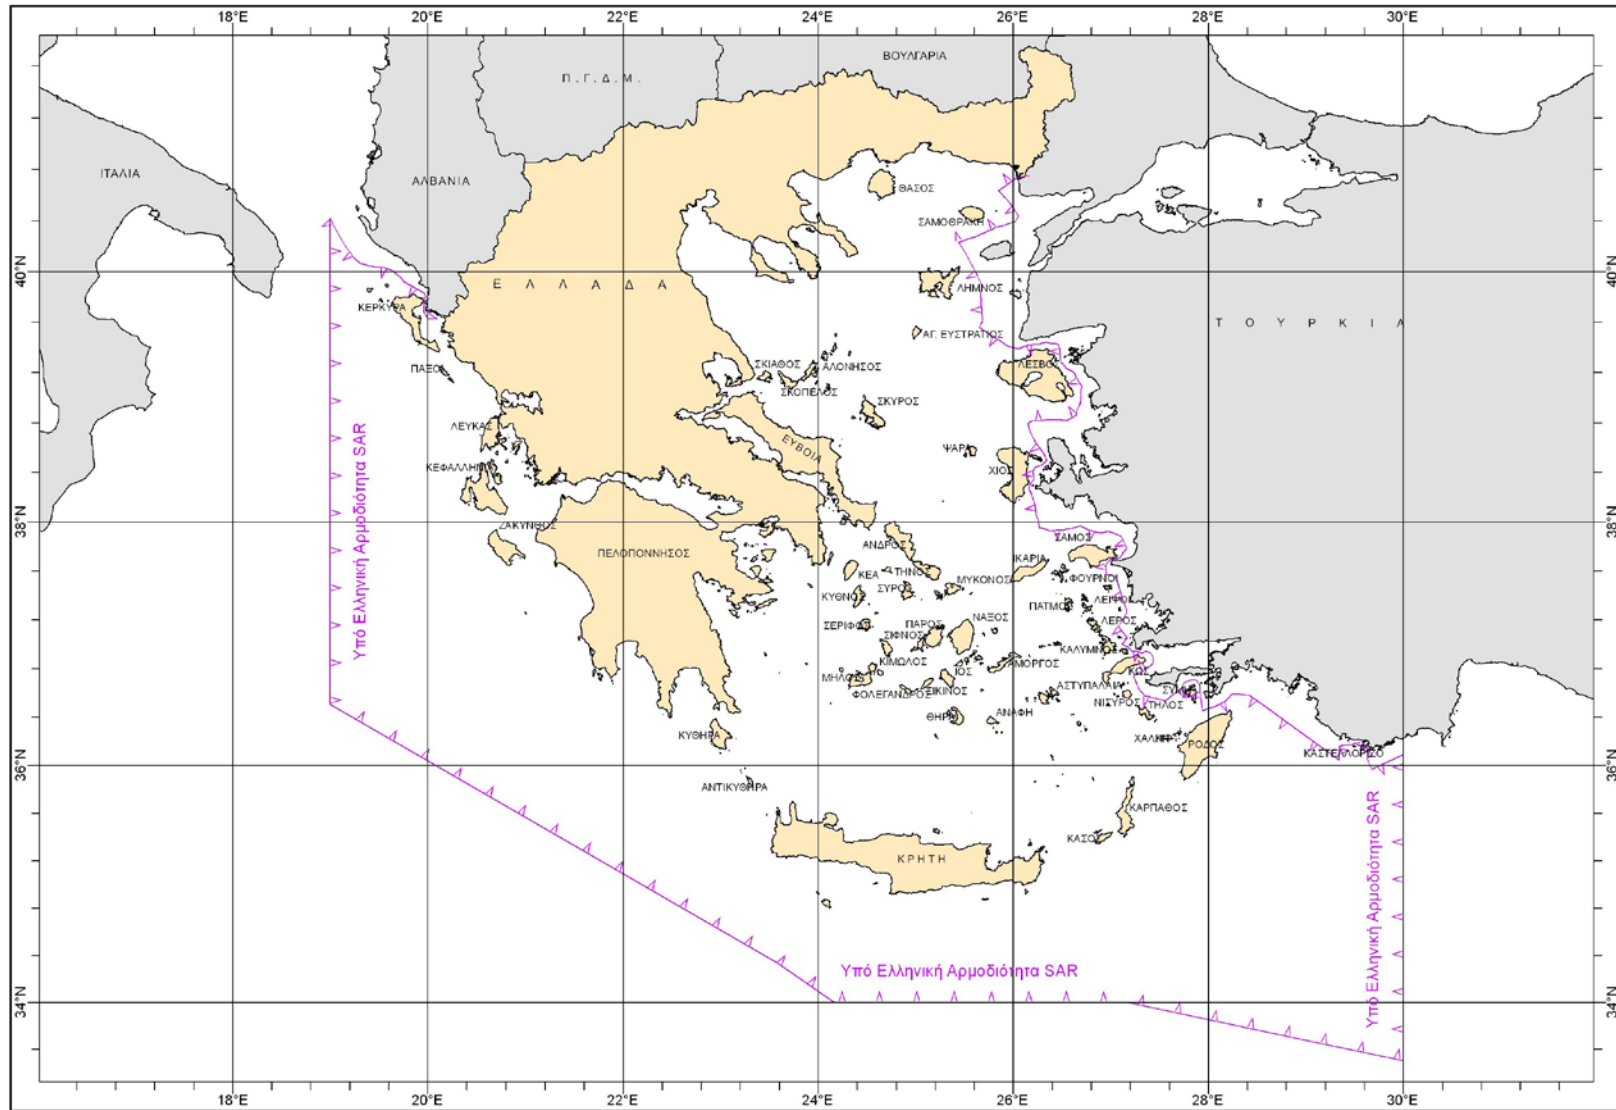 18°E 20°E 22°E 24°E 26°E 28°E 30°E
ΒΟΥΛΓΑΡΙΑ
Π.Γ.Δ.Μ.
ΙΤΑΛΙΑ
ΑΛΒΑΝΙΑ
ΘΑΣΟΣ
ΣΑΜΟΘΡΑΚΗ
40°N 40°N
ΕΛΛΑΔΑ
ΛΗΜΝΟΣ
ΚΕΡΚΥΡΑ
ΤΟΥΡΚΙΑ
ΑΓ. ΕΥΣΤΡΑΤΙΟΣ
ΠΑΞΟΙ
ΣΚΙΑΘΟΣ
ΑΛΟΝΗΣΟΣ
ΛΕΣΒΟΣ
ΣΚΟΠΕΛΟΣ
ΣΚΥΡΟΣ
ΛΕΥΚΑΣ
ΕΥΒΟΙΑ
ΨΑΡΑ
ΚΕΦΑΛΛΗΝΙΑ
ΧΙΟΣ
Υπό Ελληνική Αρμοδιότητα SAR
38°N 38°N
ΖΑΚΥΝΘΟΣ
ΣΑΜΟΣ
ΑΝΔΡΟΣ
ΠΕΛΟΠΟΝΝΗΣΟΣ
ΙΚΑΡΙΑ
ΚΕΑ
ΤΗΝΟΣ
ΜΥΚΟΝΟΣ
ΦΟΥΡΝΟΙ
ΣΥΡΟΣ
ΚΥΘΝΟΣ
ΛΕΙΨΟΙ
ΠΑΤΜΟΣ
ΝΑΞΟΣ
ΛΕΡΟΣ
ΣΕΡΙΦΟΣ
ΠΑΡΟΣ
ΣΙΦΝΟΣ
ΚΑΛΥΜΝΟΣ
ΚΙΜΩΛΟΣ
ΑΜΟΡΓΟΣ
ΙΟΣ
ΚΩΣ
ΜΗΛΟΣ
ΑΣΤΥΠΑΛΑΙΑ
ΣΥΜΗ
ΦΟΛΕΓΑΝΔΡΟΣ
ΣΙΚΙΝΟΣ
ΝΙΣΥΡΟΣ
ΤΗΛΟΣ
ΘΗΡΑ
ΑΝΑΦΗ
ΚΥΘΗΡΑ
ΧΑΛΚΗ
ΡΟΔΟΣ
ΚΑΣΤΕΛΛΟΡΙΖΟ
36°N 36°N
ΑΝΤΙΚΥΘΗΡΑ
ΚΑΡΠΑΘΟΣ
ΚΑΣΟΣ
ΚΡΗΤΗ
Υπό Ελληνική Αρμοδιότητα SAR
Υπό Ελληνική Αρμοδιότητα SAR
34°N 34°N
18°E 20°E 22°E 24°E 26°E 28°E 30°E